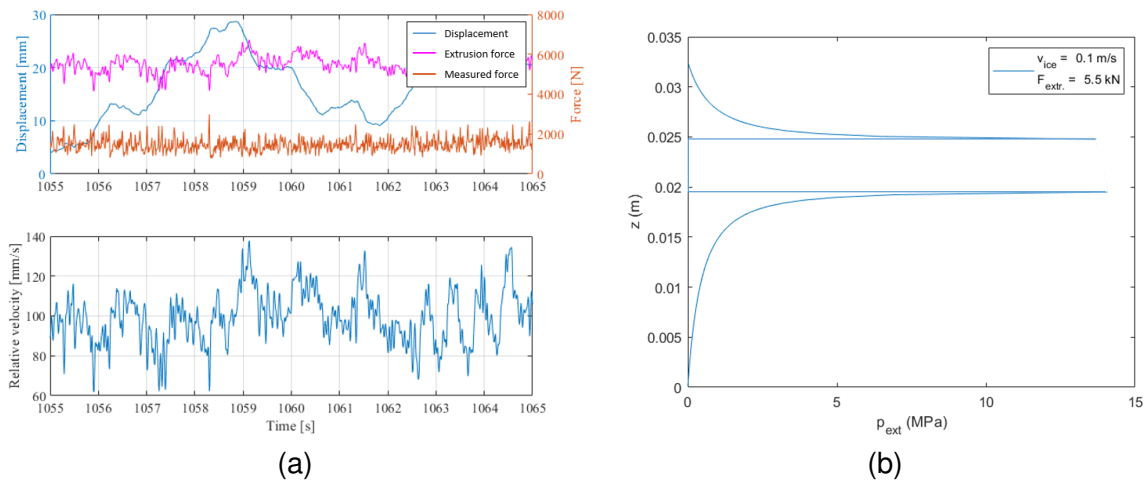 30
20
10
0
Displacement [mm]
8000
6000
4000
2000
0
Force [N]
Displacement
Extrusion force
Measured force
1055 1056 1057 1058 1059 1060 1061 1062 1063 1064 1065
140
120
100
80
60
Relative velocity [mm/s]
1055 1056 1057 1058 1059 1060 1061 1062 1063 1064 1065
Time [s]
(a)
0.035
0.03
0.025
0.02
0.015
0.01
0.005
0
z (m)
v_ice = 0.1 m/s
F_extr. = 5.5 kN
0 5 10 15
p_ext (MPa)
(b)